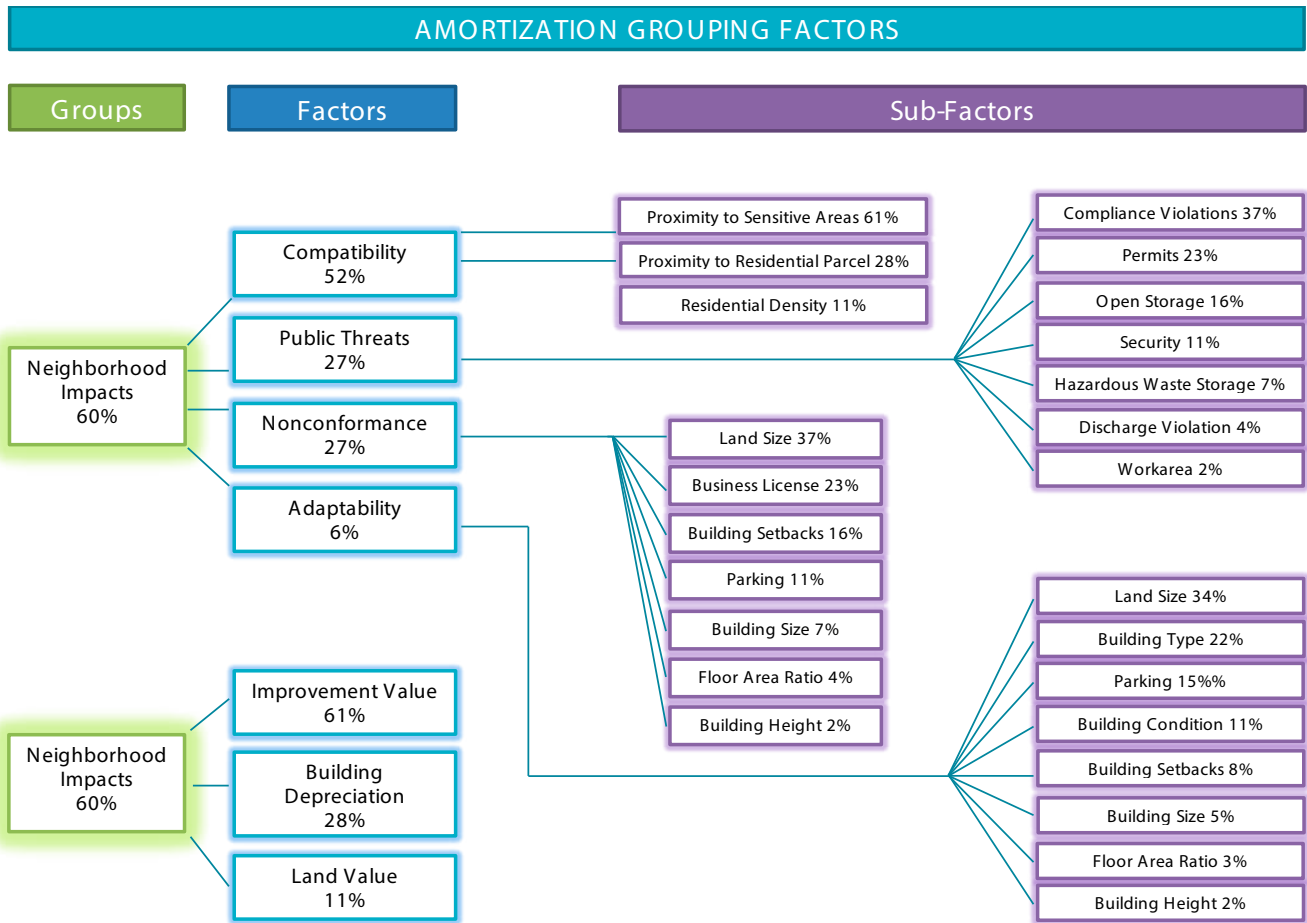 AMORTIZATION GROUPING FACTORS
Groups
Factors
Sub-Factors
Neighborhood
Impacts
60%
Compatibility
52%
Public Threats
27%
Nonconformance
27%
Adaptability
6%
Proximity to Sensitive Areas 61%
Proximity to Residential Parcel 28%
Residential Density 11%
Compliance Violations 37%
Permits 23%
Open Storage 16%
Security 11%
Hazardous Waste Storage 7%
Discharge Violation 4%
Workarea 2%
Land Size 37%
Business License 23%
Building Setbacks 16%
Parking 11%
Building Size 7%
Floor Area Ratio 4%
Building Height 2%
Land Size 34%
Building Type 22%
Parking 15%%
Building Condition 11%
Building Setbacks 8%
Building Size 5%
Floor Area Ratio 3%
Building Height 2%
Neighborhood
Impacts
60%
Improvement Value
61%
Building
Depreciation
28%
Land Value
11%